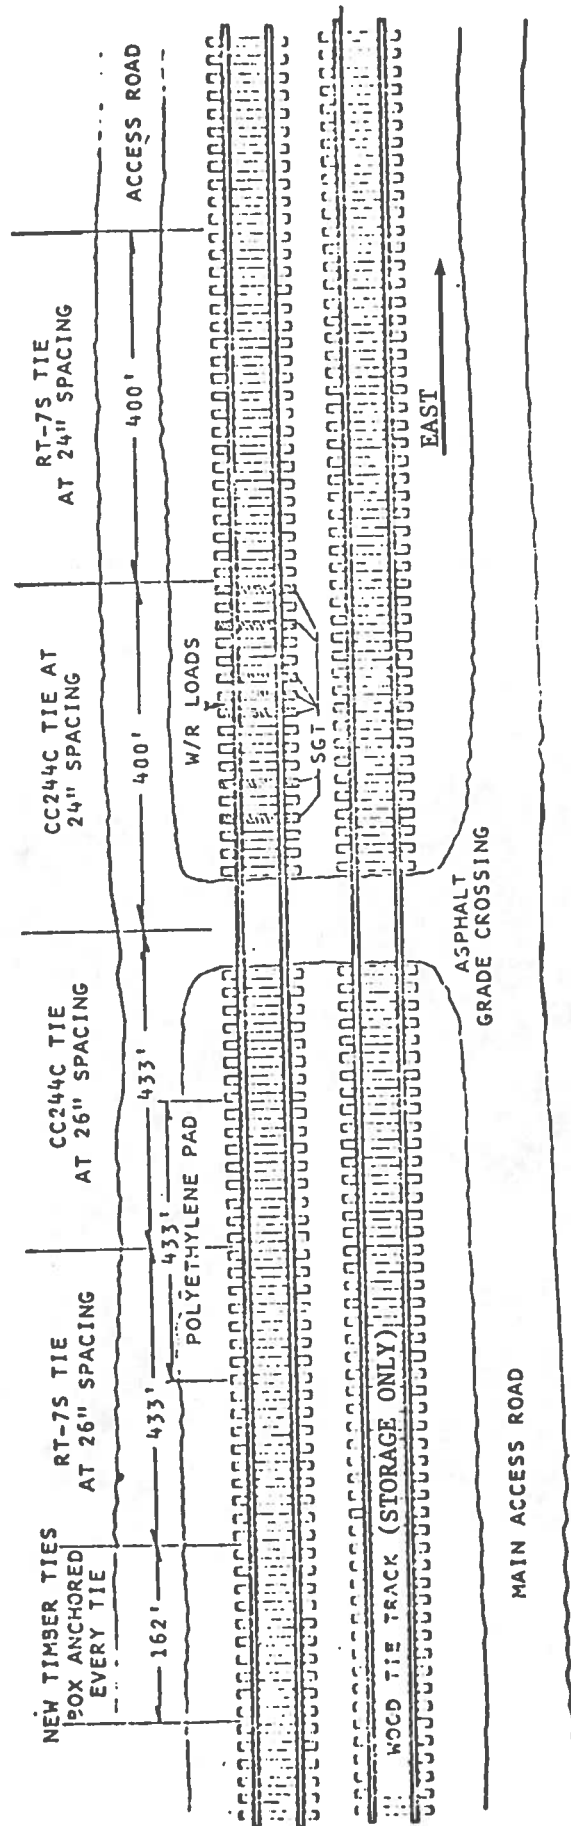 NEW TIMBER TIES
BOX ANCHORED
EVERY TIE
162'
RT-7S TIE
AT 26" SPACING
433'
CC244C TIE
AT 26" SPACING
433'
433'
POLYETHYLENE PAD
CC244C TIE AT
24" SPACING
400'
RT-7S TIE
AT 24" SPACING
400'
ACCESS ROAD
W/R LOADS
SGT
EAST
WOOD TIE TRACK (STORAGE ONLY)
ASPHALT
GRADE CROSSING
MAIN ACCESS ROAD